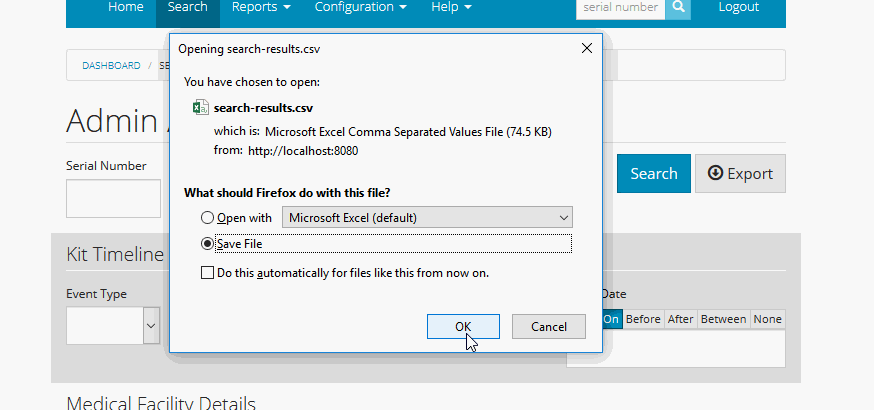 Home Search Reports Configuration Help serial number Logout
Opening search-results.csv
DASHBOARD / SE
You have chosen to open:
search-results.csv
which is: Microsoft Excel Comma Separated Values File (74.5 KB)
from: http://localhost:8080
Admin
Serial Number
Search Export
What should Firefox do with this file?
Open with Microsoft Excel (default)
Save File
Do this automatically for files like this from now on.
Kit Timeline
Event Type
Date
On Before After Between None
OK Cancel
Medical Facility Details